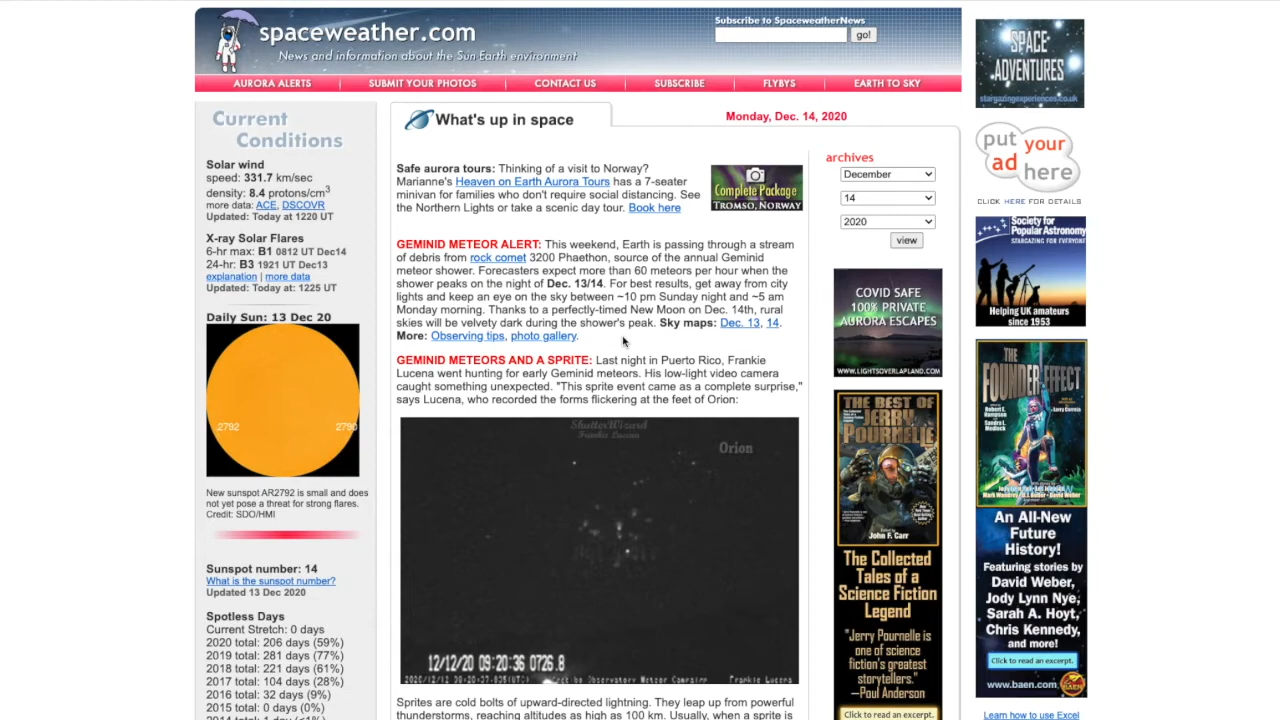 spaceweather.com
News and information about the Sun-Earth environment
Subscribe to SpaceweatherNews
go!
AURORA ALERTS
SUBMIT YOUR PHOTOS
CONTACT US
SUBSCRIBE
FLYBYS
EARTH TO SKY
Current
Conditions
Solar wind
speed: 331.7 km/sec
density: 8.4 protons/cm3
more data: ACE, DSCOVR
Updated: Today at 1220 UT
X-ray Solar Flares
6-hr max: B1 0812 UT Dec14
24-hr: B3 1921 UT Dec13
explanation | more data
Updated: Today at: 1225 UT
Daily Sun: 13 Dec 20
2792
2790
New sunspot AR2792 is small and does
not yet pose a threat for strong flares.
Credit: SDO/HMI
Sunspot number: 14
What is the sunspot number?
Updated 13 Dec 2020
Spotless Days
Current Stretch: 0 days
2020 total: 206 days (59%)
2019 total: 281 days (77%)
2018 total: 221 days (61%)
2017 total: 104 days (28%)
2016 total: 32 days (9%)
2015 total: 0 days (0%)
2014 total: 1 day (<1%)
What's up in space
Monday, Dec. 14, 2020
Safe aurora tours: Thinking of a visit to Norway?
Marianne's Heaven on Earth Aurora Tours has a 7-seater
minivan for families who don't require social distancing. See
the Northern Lights or take a scenic day tour. Book here
Complete Package
TROMSO, NORWAY
GEMINID METEOR ALERT: This weekend, Earth is passing through a stream
of debris from rock comet 3200 Phaethon, source of the annual Geminid
meteor shower. Forecasters expect more than 60 meteors per hour when the
shower peaks on the night of Dec. 13/14. For best results, get away from city
lights and keep an eye on the sky between ~10 pm Sunday night and ~5 am
Monday morning. Thanks to a perfectly-timed New Moon on Dec. 14th, rural
skies will be velvety dark during the shower's peak. Sky maps: Dec. 13, 14.
More: Observing tips, photo gallery.
GEMINID METEORS AND A SPRITE: Last night in Puerto Rico, Frankie
Lucena went hunting for early Geminid meteors. His low-light video camera
caught something unexpected. "This sprite event came as a complete surprise,"
says Lucena, who recorded the forms flickering at the feet of Orion:
ShutterWizard
Frankie Lucena
Orion
12/12/20 09:20:36 0726.8
Observatory Meteor Campaign Frankie Lucena
Sprites are cold bolts of upward-directed lightning. They leap up from powerful
thunderstorms, reaching altitudes as high as 100 km. Usually, when a sprite is
archives
December
14
2020
view
COVID SAFE
100% PRIVATE
AURORA ESCAPES
WWW.LIGHTSOVERLAPLAND.COM
THE BEST OF
JERRY
POURNELLE
Edited by
John F. Carr
The Collected
Tales of a
Science Fiction
Legend
"Jerry Pournelle is
one of science
fiction's greatest
storytellers."
—Poul Anderson
Click to read an excerpt.
SPACE
ADVENTURES
stargazingexperiences.co.uk
put your
ad here
CLICK HERE FOR DETAILS
Society for
Popular Astronomy
STARGAZING FOR EVERYONE
Helping UK amateurs
since 1953
THE
FOUNDER
EFFECT
An All-New
Future
History!
Featuring stories by
David Weber,
Jody Lynn Nye,
Sarah A. Hoyt,
Chris Kennedy,
and more!
Click to read an excerpt.
www.baen.com
BAEN
Learn how to use Excel